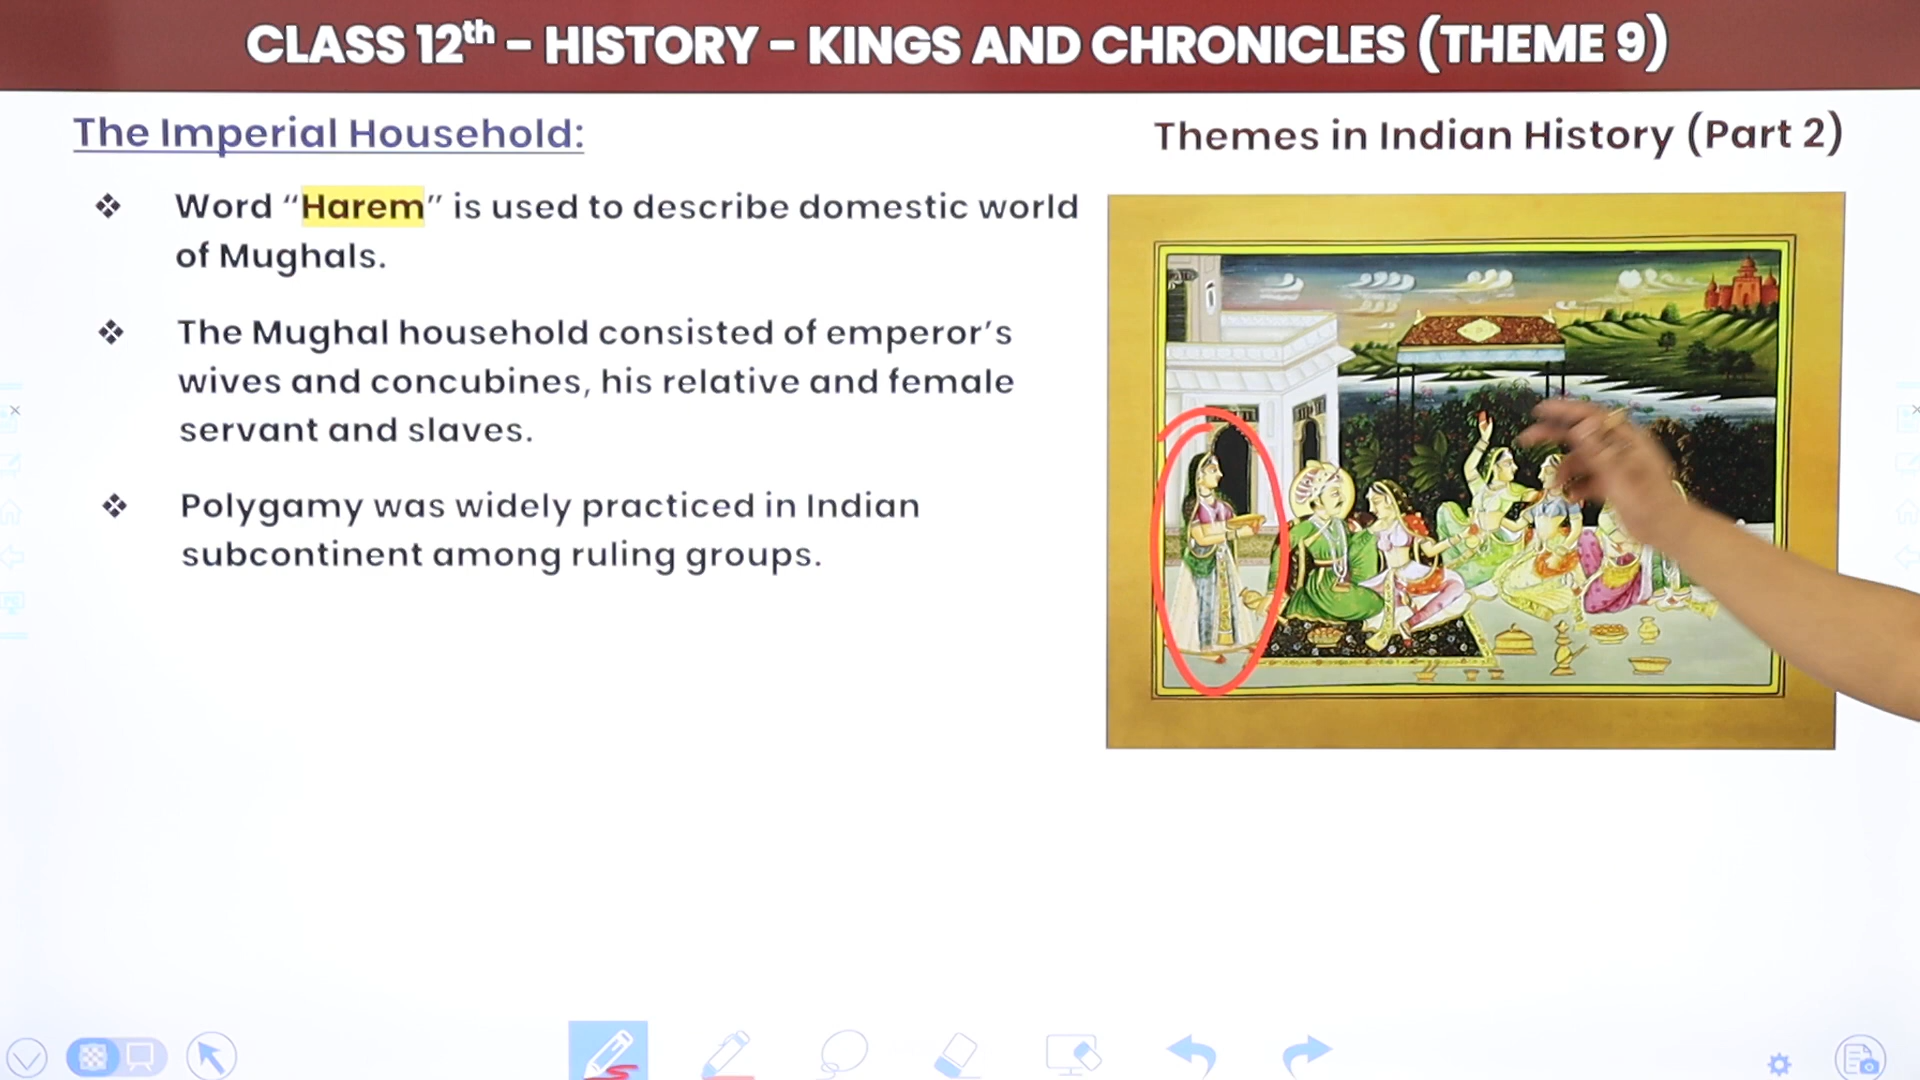 CLASS 12th – HISTORY – KINGS AND CHRONICLES (THEME 9)
The Imperial Household:
Themes in Indian History (Part 2)
❖ Word “Harem” is used to describe domestic world
of Mughals.
❖ The Mughal household consisted of emperor’s
wives and concubines, his relative and female
servant and slaves.
❖ Polygamy was widely practiced in Indian
subcontinent among ruling groups.